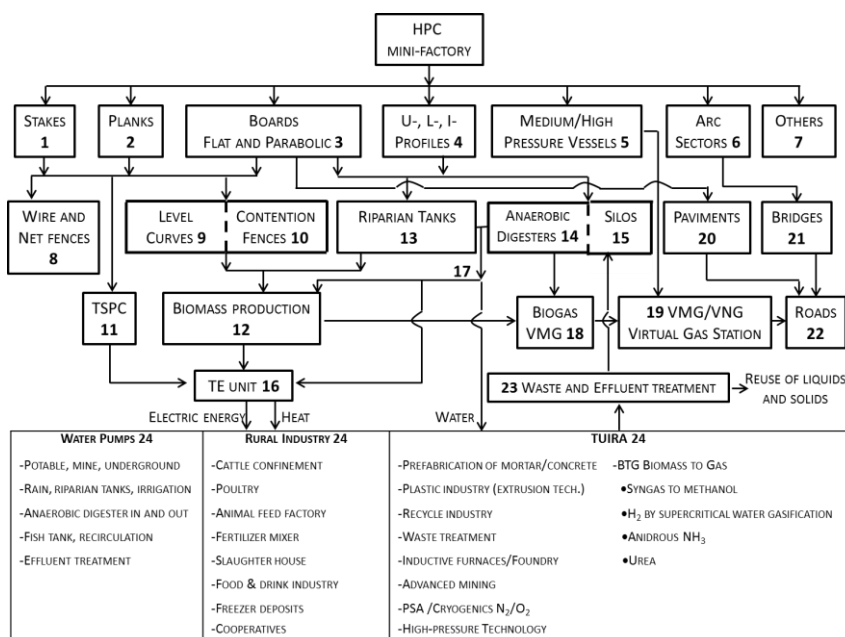 HPC
MINI-FACTORY
STAKES
1
PLANKS
2
BOARDS
FLAT AND PARABOLIC 3
U-, L-, I-
PROFILES 4
MEDIUM/HIGH
PRESSURE VESSELS 5
ARC
SECTORS 6
OTHERS
7
WIRE AND
NET FENCES
8
LEVEL
CURVES 9
CONTENTION
FENCES 10
RIPARIAN TANKS
13
ANAEROBIC
DIGESTERS 14
SILOS
15
PAVIMENTS
20
BRIDGES
21
17
TSPC
11
BIOMASS PRODUCTION
12
BIOGAS
VMG 18
19 VMG/VNG
VIRTUAL GAS STATION
ROADS
22
TE UNIT 16
23 WASTE AND EFFLUENT TREATMENT
REUSE OF LIQUIDS
AND SOLIDS
ELECTRIC ENERGY
HEAT
WATER
WATER PUMPS 24
-POTABLE, MINE, UNDERGROUND
-RAIN, RIPARIAN TANKS, IRRIGATION
-ANAEROBIC DIGESTER IN AND OUT
-FISH TANK, RECIRCULATION
-EFFLUENT TREATMENT
RURAL INDUSTRY 24
-CATTLE CONFINEMENT
-POULTRY
-ANIMAL FEED FACTORY
-FERTILIZER MIXER
-SLAUGHTER HOUSE
-FOOD & DRINK INDUSTRY
-FREEZER DEPOSITS
-COOPERATIVES
TUIRA 24
-PREFABRICATION OF MORTAR/CONCRETE
-PLASTIC INDUSTRY (EXTRUSION TECH.)
-RECYCLE INDUSTRY
-WASTE TREATMENT
-INDUCTIVE FURNACES/FOUNDRY
-ADVANCED MINING
-PSA /CRYOGENICS N2/O2
-HIGH-PRESSURE TECHNOLOGY
-BTG BIOMASS TO GAS
•SYNGAS TO METHANOL
•H2 BY SUPERCRITICAL WATER GASIFICATION
•ANIDROUS NH3
•UREA